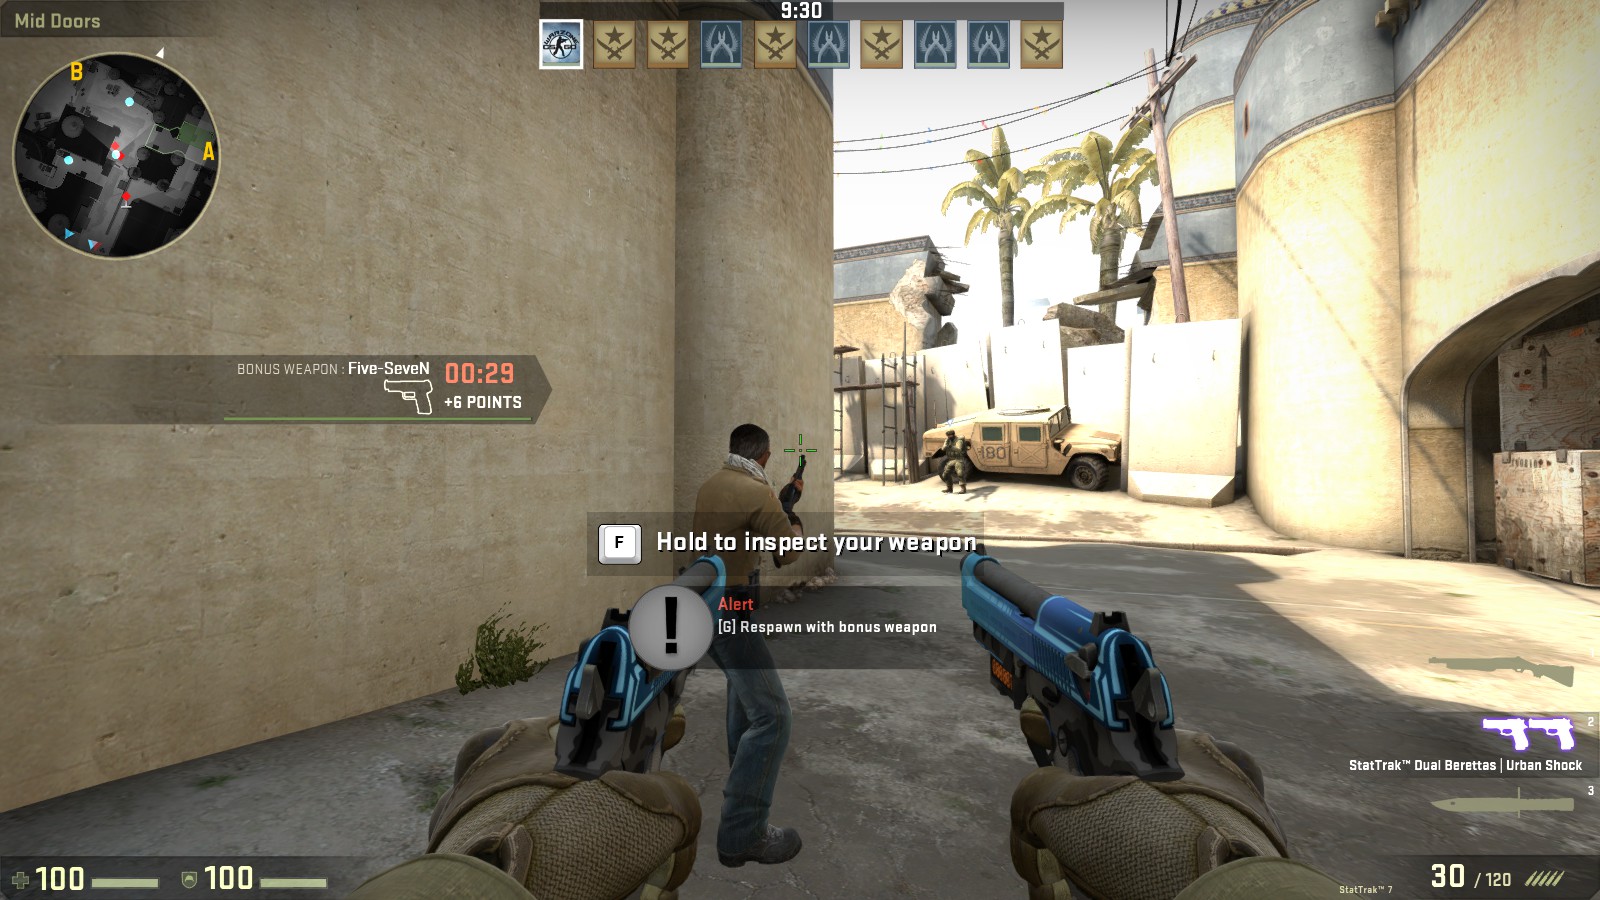 Mid Doors
9:30
B
A
BONUS WEAPON : Five-SeveN
00:29
+6 POINTS
F
Hold to inspect your weapon
Alert
[G] Respawn with bonus weapon
180
2
StatTrak™ Dual Berettas | Urban Shock
3
100
100
StatTrak™ 7
30 / 120